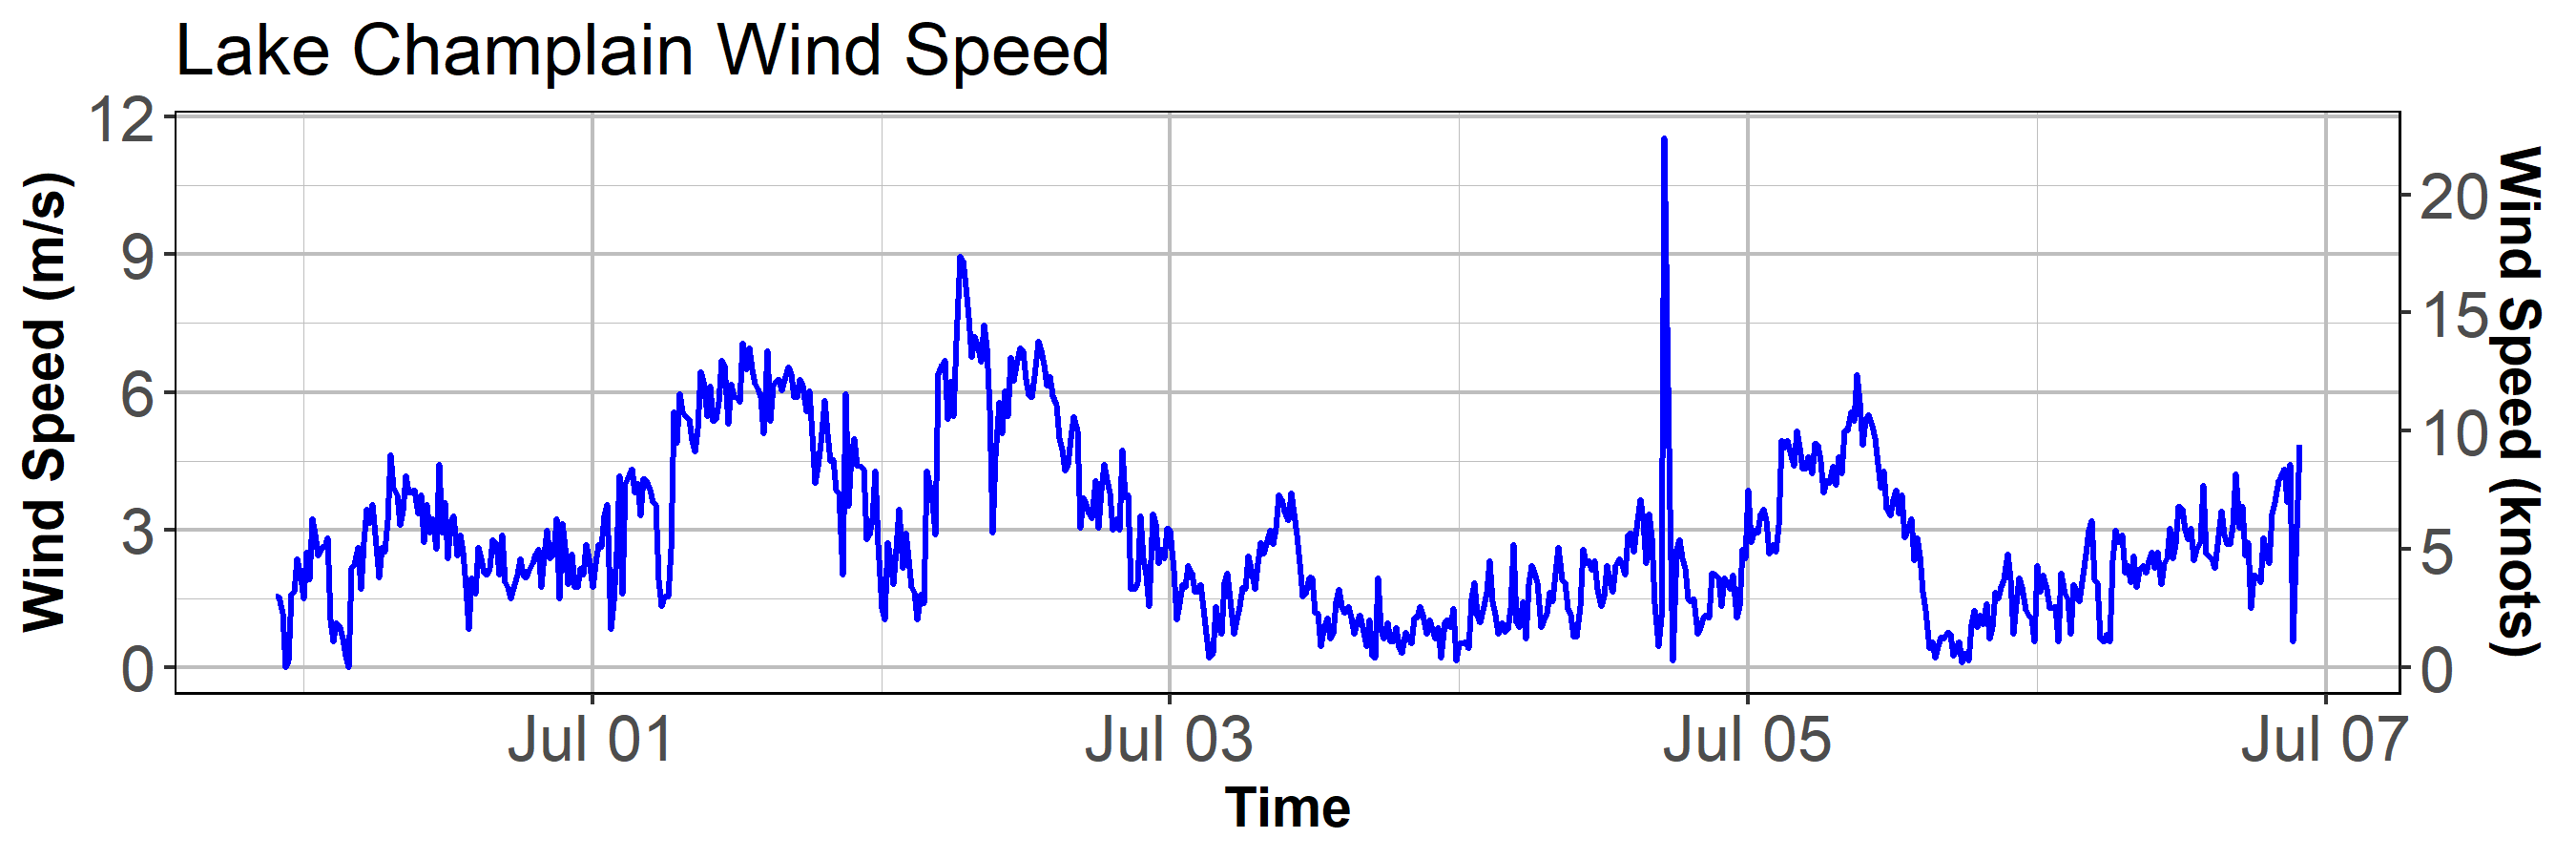 Lake Champlain Wind Speed
12
9
6
3
0
Wind Speed (m/s)
20
15
10
5
0
Wind Speed (knots)
Jul 01 Jul 03 Jul 05 Jul 07
Time